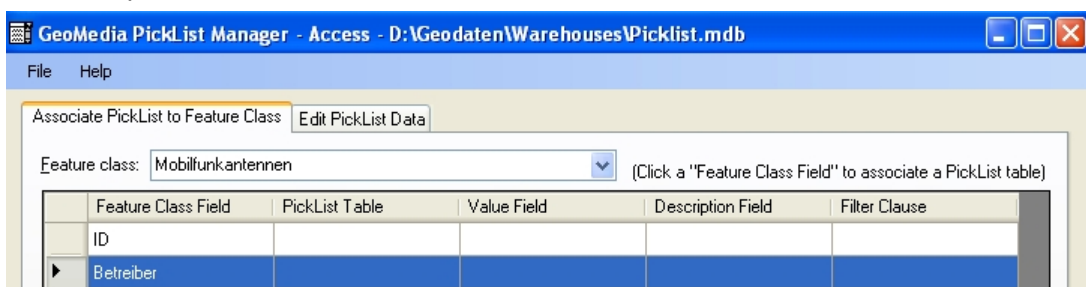 GeoMedia PickList Manager - Access - D:\Geodaten\Warehouses\Picklist.mdb
File Help
Associate PickList to Feature Class Edit PickList Data
Feature class: Mobilfunkantennen (Click a "Feature Class Field" to associate a PickList table)
Feature Class Field PickList Table Value Field Description Field Filter Clause
ID
Betreiber